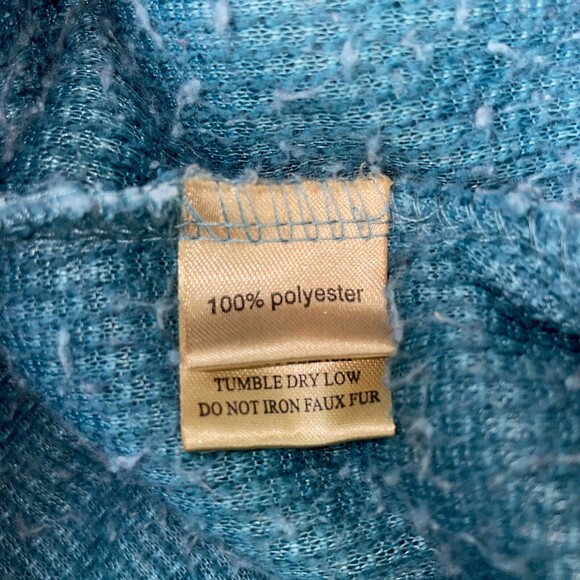 100% polyester
TUMBLE DRY LOW
DO NOT IRON FAUX FUR